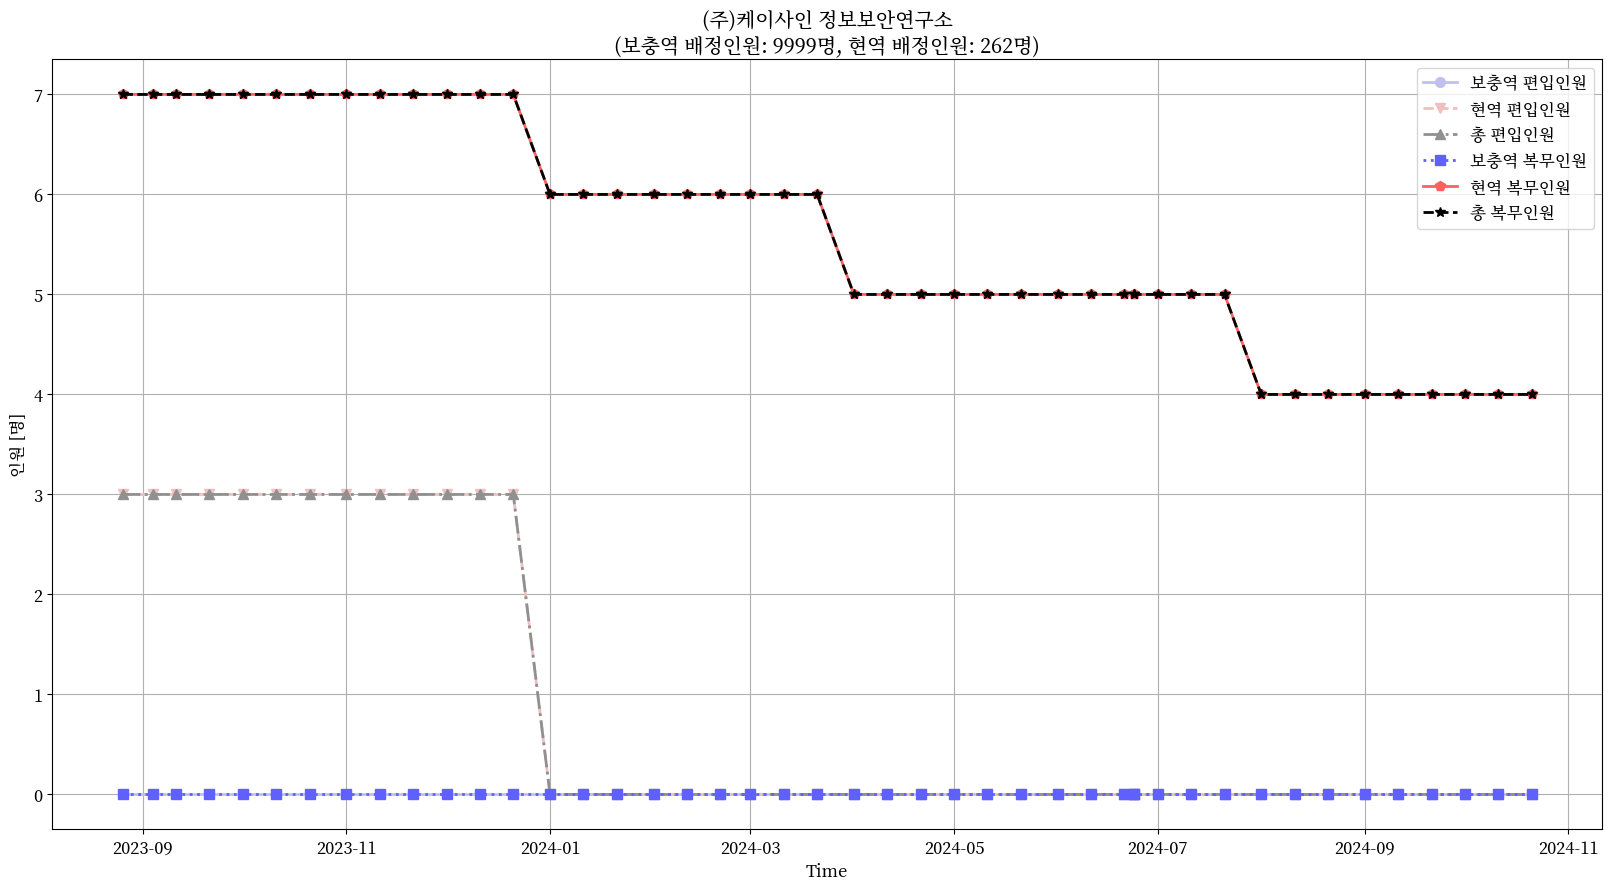 (주)케이사인 정보보안연구소
(보충역 배정인원: 9999명, 현역 배정인원: 262명)
보충역 편입인원
현역 편입인원
총 편입인원
보충역 복무인원
현역 복무인원
총 복무인원
인원 [명]
7
6
5
4
3
2
1
0
2023-09 2023-11 2024-01 2024-03 2024-05 2024-07 2024-09 2024-11
Time